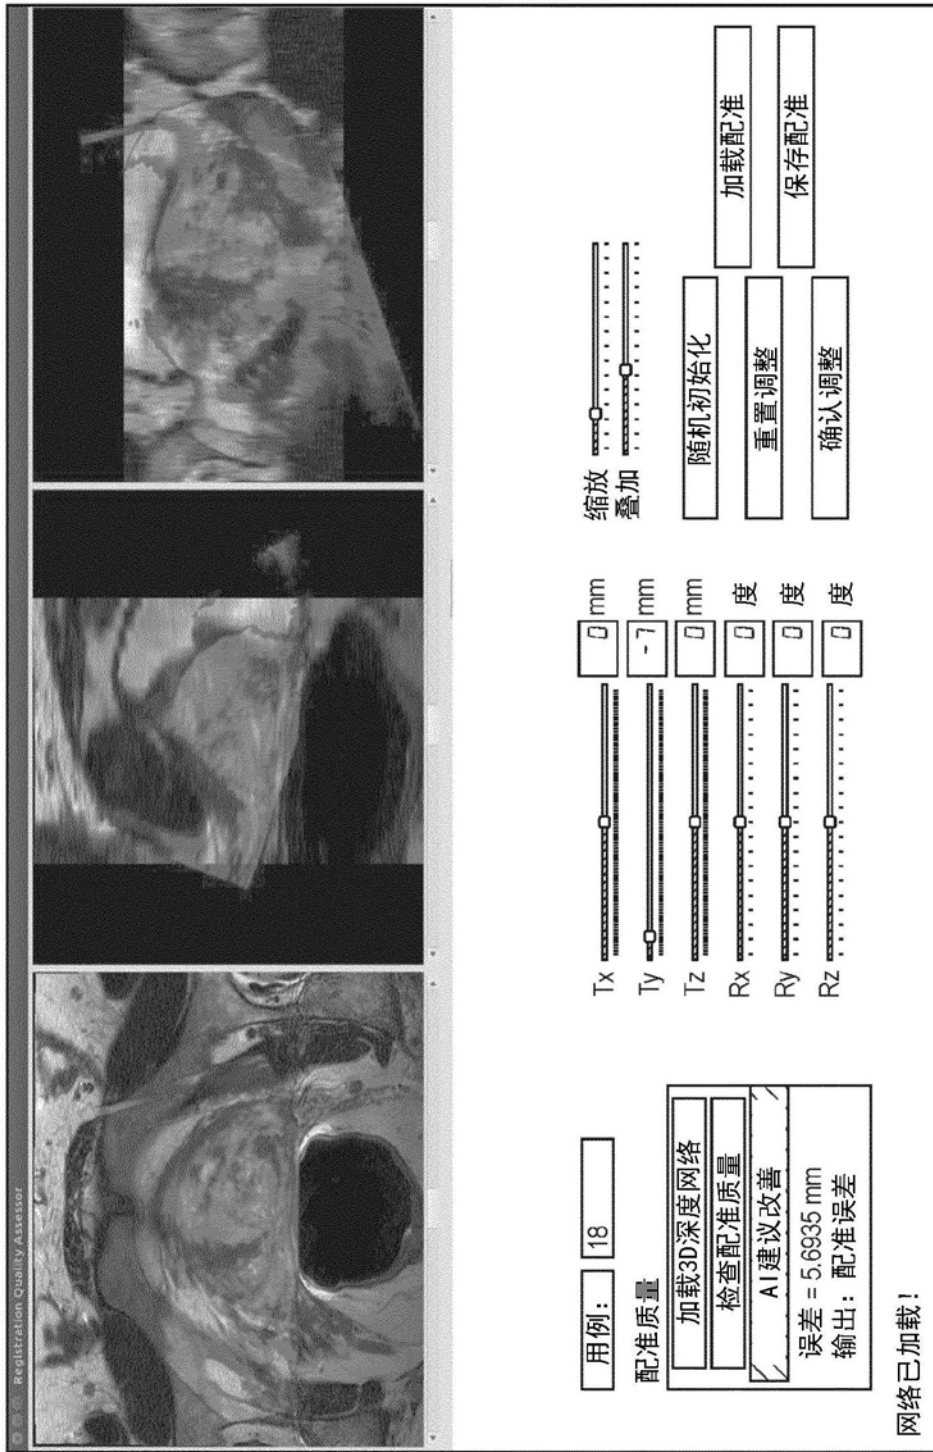 Registration Quality Assessor
用例： 18
配准质量
加载3D深度网络
检查配准质量
AI建议改善
误差 = 5.6935 mm
输出：配准误差
网络已加载！
Tx 0 mm
Ty -7 mm
Tz 0 mm
Rx 0 度
Ry 0 度
Rz 0 度
缩放
叠加
随机初始化
加载配准
重置调整
保存配准
确认调整